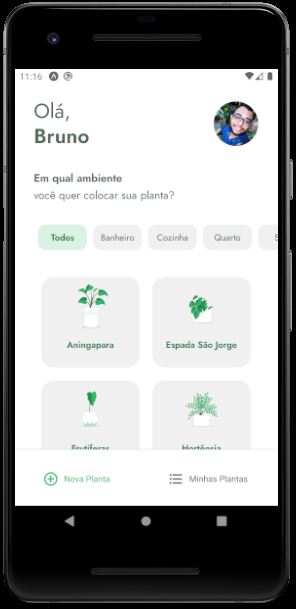 11:16
Olá,
Bruno
Em qual ambiente
você quer colocar sua planta?
Todos Banheiro Cozinha Quarto S
Aningapara Espada São Jorge
Frutíferas Hortênsia
Nova Planta Minhas Plantas